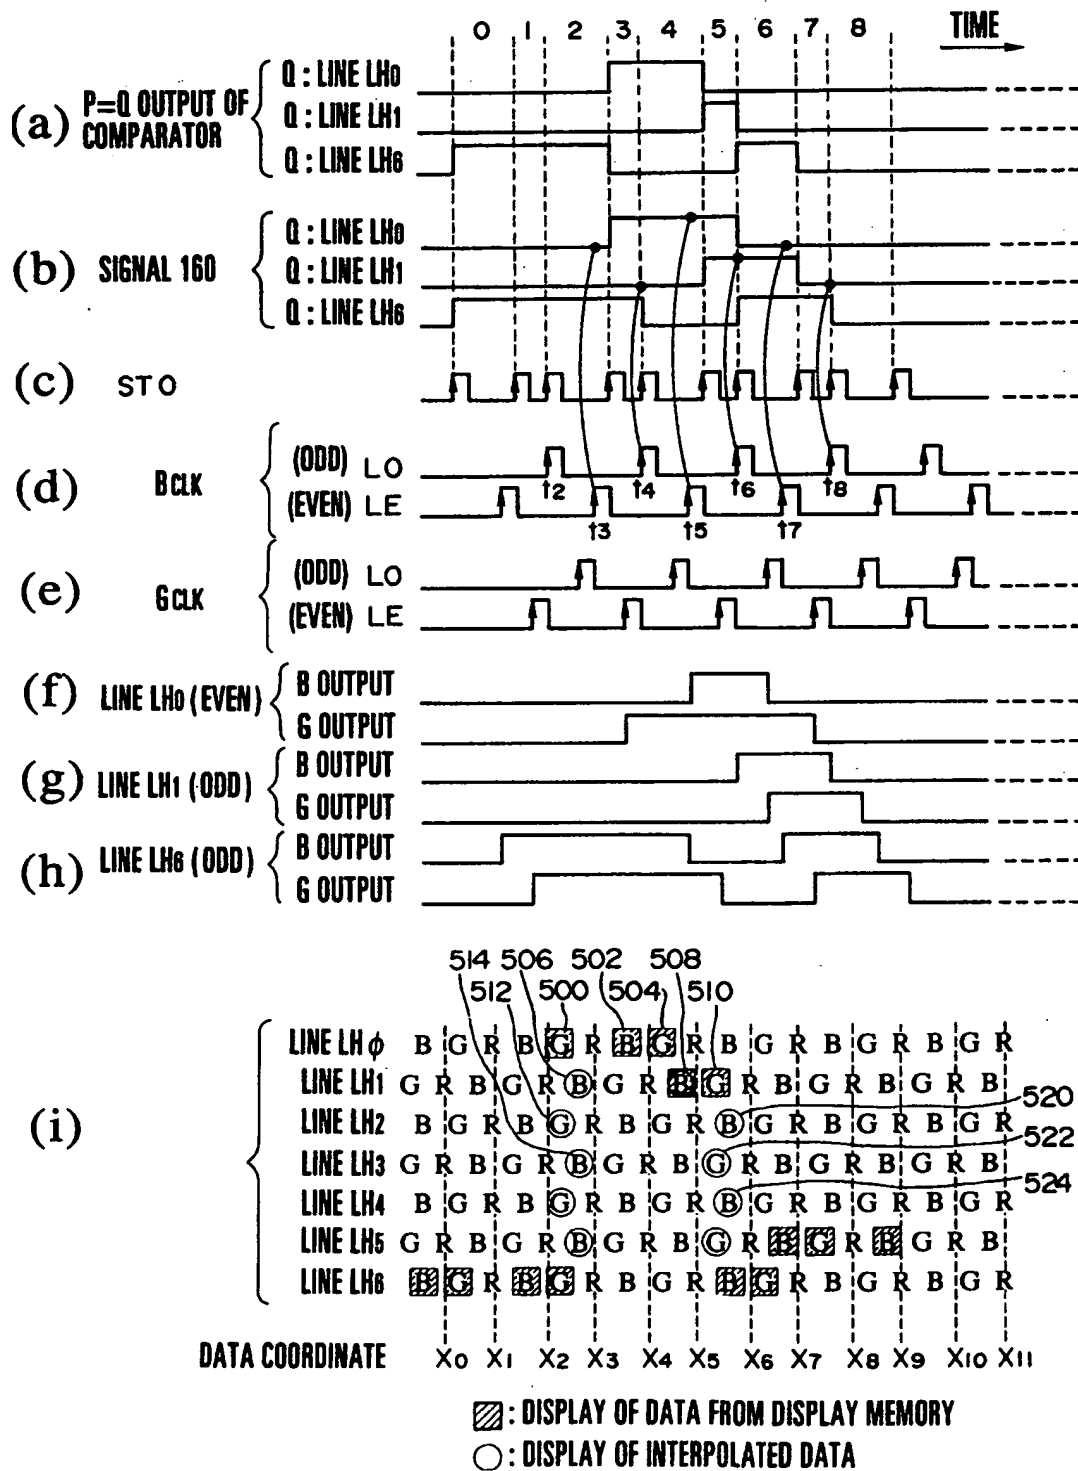 0 1 2 3 4 5 6 7 8 TIME
(a) P=Q OUTPUT OF COMPARATOR
Q : LINE LH0
Q : LINE LH1
Q : LINE LH6
(b) SIGNAL 160
Q : LINE LH0
Q : LINE LH1
Q : LINE LH6
(c) STO
(d) BCLK
(ODD) LO
t2 t4 t6 t8
(EVEN) LE
t3 t5 t7
(e) GCLK
(ODD) LO
(EVEN) LE
(f) LINE LH0 (EVEN)
B OUTPUT
G OUTPUT
(g) LINE LH1 (ODD)
B OUTPUT
G OUTPUT
(h) LINE LH6 (ODD)
B OUTPUT
G OUTPUT
514 506 502 508
512 500 504 510
(i)
LINE LHφ B G R B G R B G R B G R B G R B G R
LINE LH1 G R B G R B G R B G R B G R B G R B
520
LINE LH2 B G R B G R B G R B G R B G R B G R
522
LINE LH3 G R B G R B G R B G R B G R B G R B
524
LINE LH4 B G R B G R B G R B G R B G R B G R
LINE LH5 G R B G R B G R B G R B G R B G R B
LINE LH6 B G R B G R B G R B G R B G R B G R
DATA COORDINATE X0 X1 X2 X3 X4 X5 X6 X7 X8 X9 X10 X11
: DISPLAY OF DATA FROM DISPLAY MEMORY
: DISPLAY OF INTERPOLATED DATA